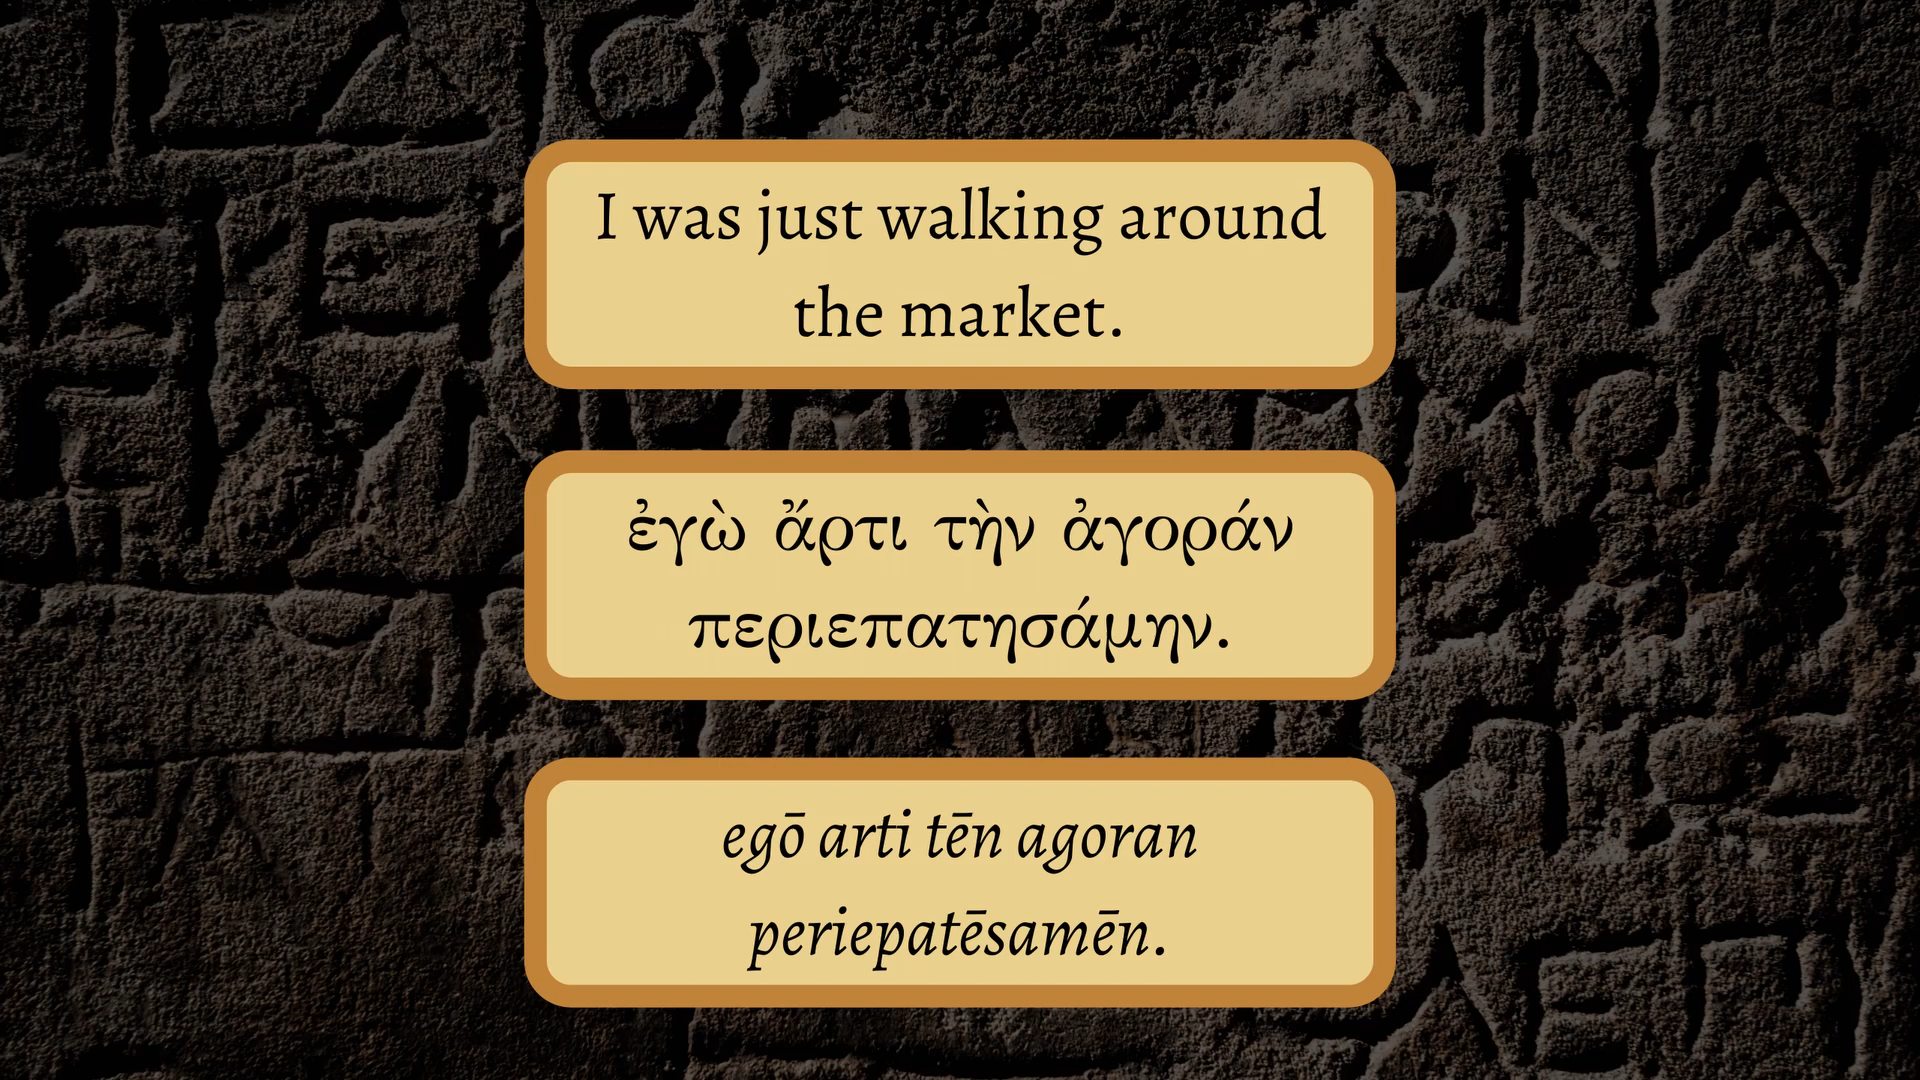 I was just walking around
the market.
ἐγὼ ἄρτι τὴν ἀγοράν
περιεπατησάμην.
egō arti tēn agoran
periepatēsamēn.